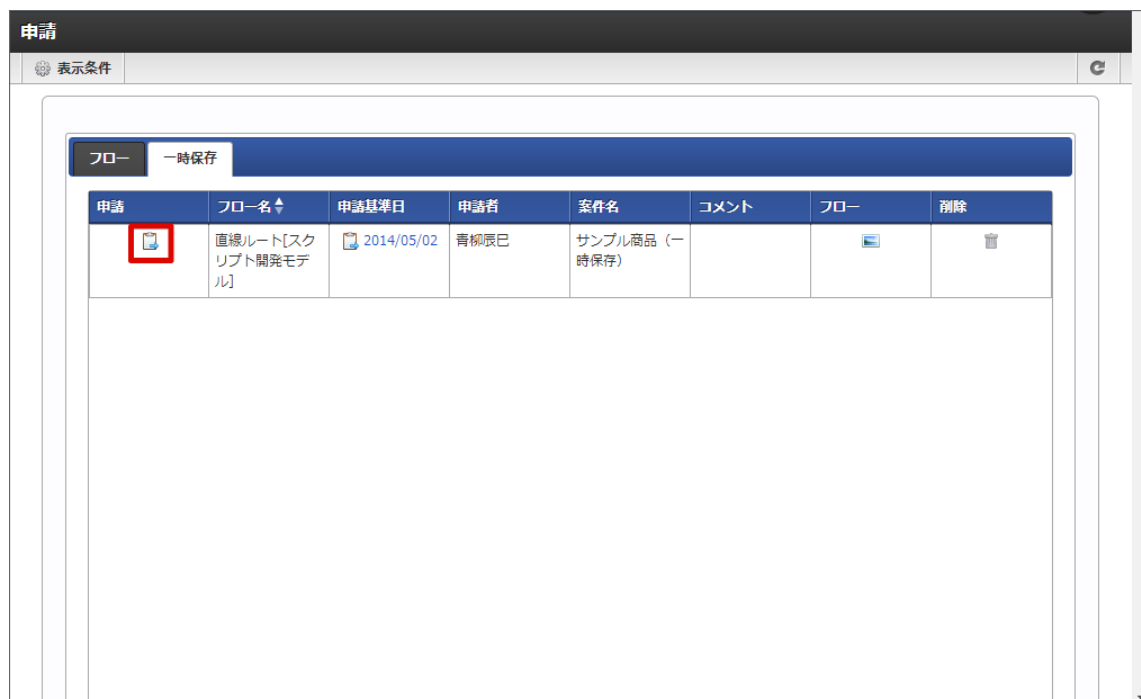 申請
表示条件
フロー 一時保存
申請 フロー名 申請基準日 申請者 案件名 コメント フロー 削除
直線ルート[スク 2014/05/02 青柳辰巳 サンプル商品（一
リプト開発モデ 時保存）
ル]